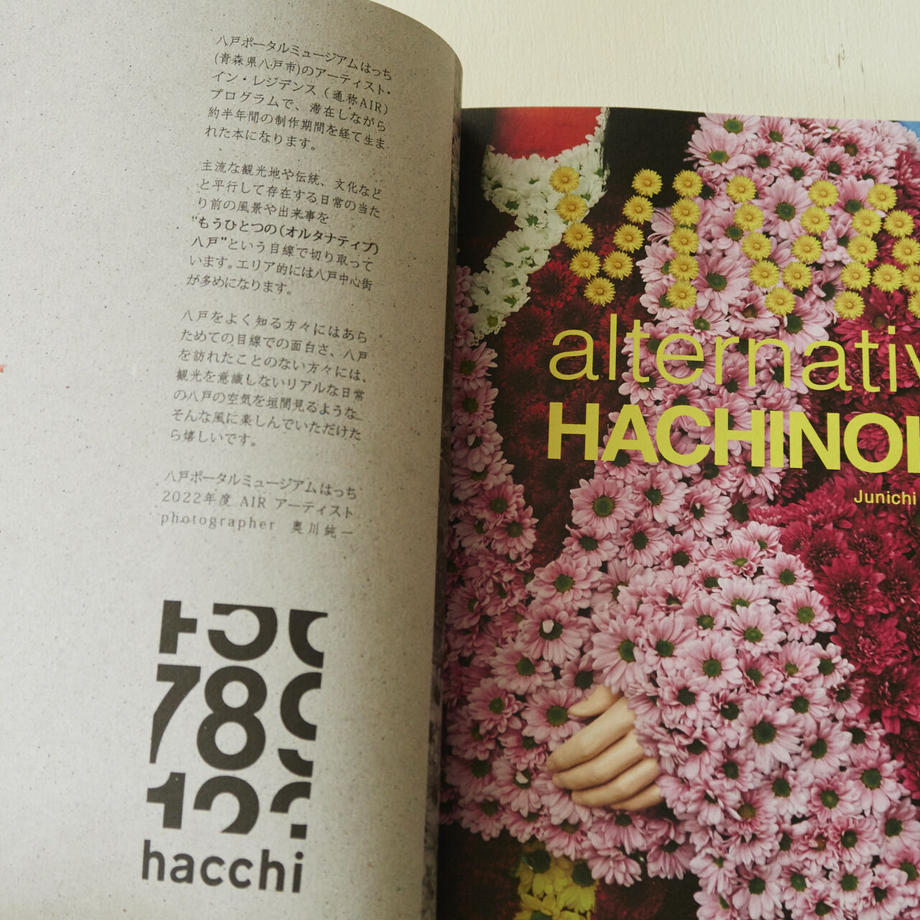 八戸ポータルミュージアムはっち
(青森県八戸市)のアーティスト・
イン・レジデンス(通称AIR)
プログラムで、滞在しながら
約半年間の制作期間を経て生ま
れた本になります。
主流な観光地や伝統、文化など
と平行して存在する日常の当た
り前の風景や出来事を
“もうひとつの(オルタナティブ)
八戸”という目線で切り取って
います。エリア的には八戸中心街
が多めになります。
八戸をよく知る方々にはあら
ためての目線での面白さ、八戸
を訪れたことのない方々には、
観光を意識しないリアルな日常
の八戸の空気を垣間見るような
そんな風に楽しんでいただけた
ら嬉しいです。
八戸ポータルミュージアムはっち
2022年度 AIR アーティスト
photographer 奥川純一
789
hacchi
alternativ
HACHINO
Junichi